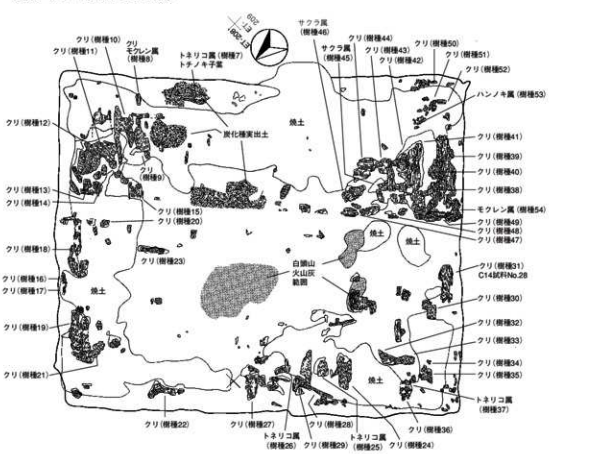 ET-209
ET-208I
クリ(樹種10)
クリ(樹種11)
クリ
モクレン属
(樹種8)
トネリコ属(樹種7)
トチノキ子葉
サクラ属
(樹種46)
サクラ属
(樹種45)
クリ(樹種44)
クリ(樹種43)
クリ(樹種42)
クリ(樹種50)
クリ(樹種51)
クリ(樹種52)
ハンノキ属(樹種53)
クリ(樹種12)
炭化種実出土
焼土
クリ(樹種41)
クリ(樹種39)
クリ(樹種40)
クリ(樹種38)
クリ
(樹種9)
クリ(樹種13)
クリ(樹種14)
クリ(樹種15)
クリ(樹種20)
モクレン属(樹種54)
クリ(樹種49)
クリ(樹種48)
クリ(樹種47)
焼土
焼土
クリ(樹種18)
クリ(樹種23)
白頭山
火山灰
範囲
クリ(樹種31)
C14試料No.28
クリ(樹種16)
クリ(樹種17)
焼土
クリ(樹種30)
クリ(樹種19)
クリ(樹種32)
クリ(樹種33)
クリ(樹種34)
クリ(樹種35)
クリ(樹種21)
焼土
トネリコ属
(樹種37)
クリ(樹種22)
クリ(樹種27)
クリ(樹種28)
クリ(樹種36)
トネリコ属
(樹種26)
クリ(樹種29)
トネリコ属
(樹種25)
クリ(樹種24)